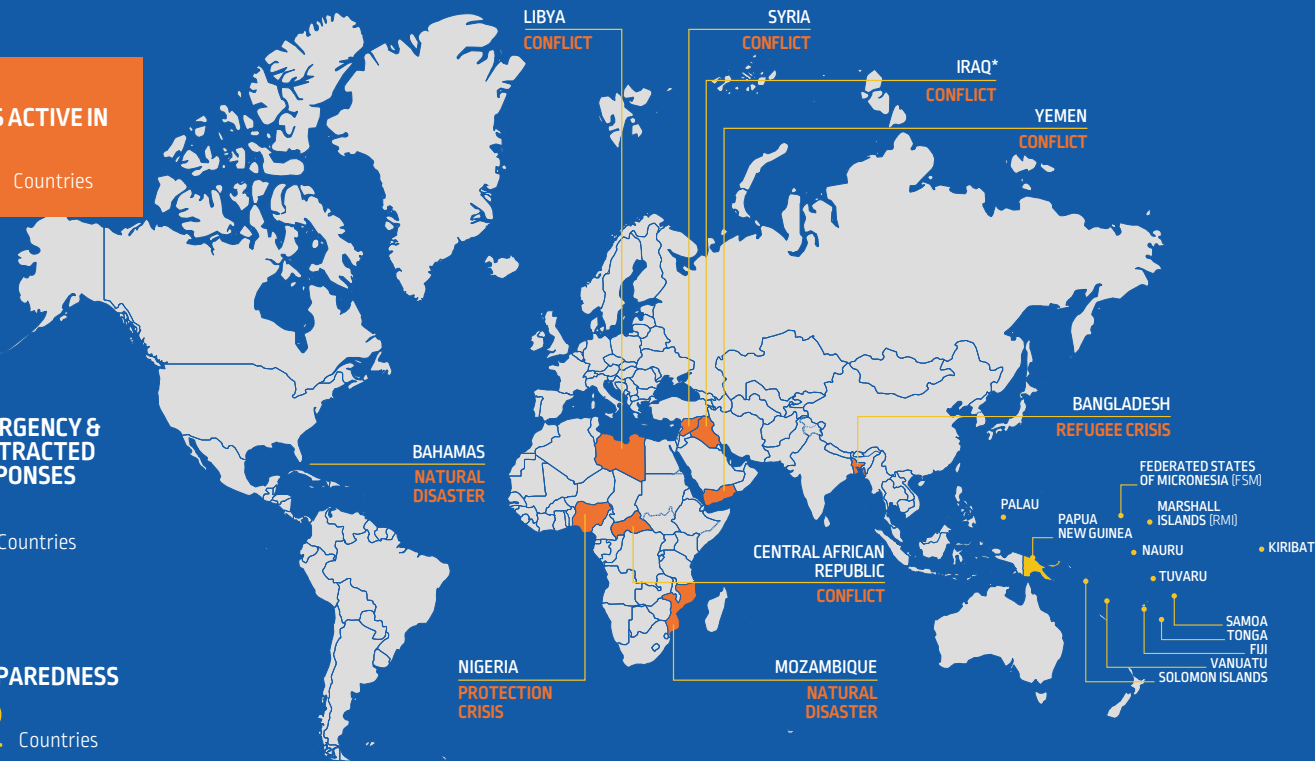 S ACTIVE IN
Countries
RGENCY &
TRACTED
PONSES
Countries
PAREDNESS
Countries
LIBYA
CONFLICT
SYRIA
CONFLICT
IRAQ*
CONFLICT
YEMEN
CONFLICT
BAHAMAS
NATURAL
DISASTER
BANGLADESH
REFUGEE CRISIS
CENTRAL AFRICAN
REPUBLIC
CONFLICT
NIGERIA
PROTECTION
CRISIS
MOZAMBIQUE
NATURAL
DISASTER
FEDERATED STATES
OF MICRONESIA (FSM)
PALAU
MARSHALL
ISLANDS (RMI)
PAPUA
NEW GUINEA
NAURU
KIRIBAT
TUVARU
SAMOA
TONGA
FIJI
VANUATU
SOLOMON ISLANDS